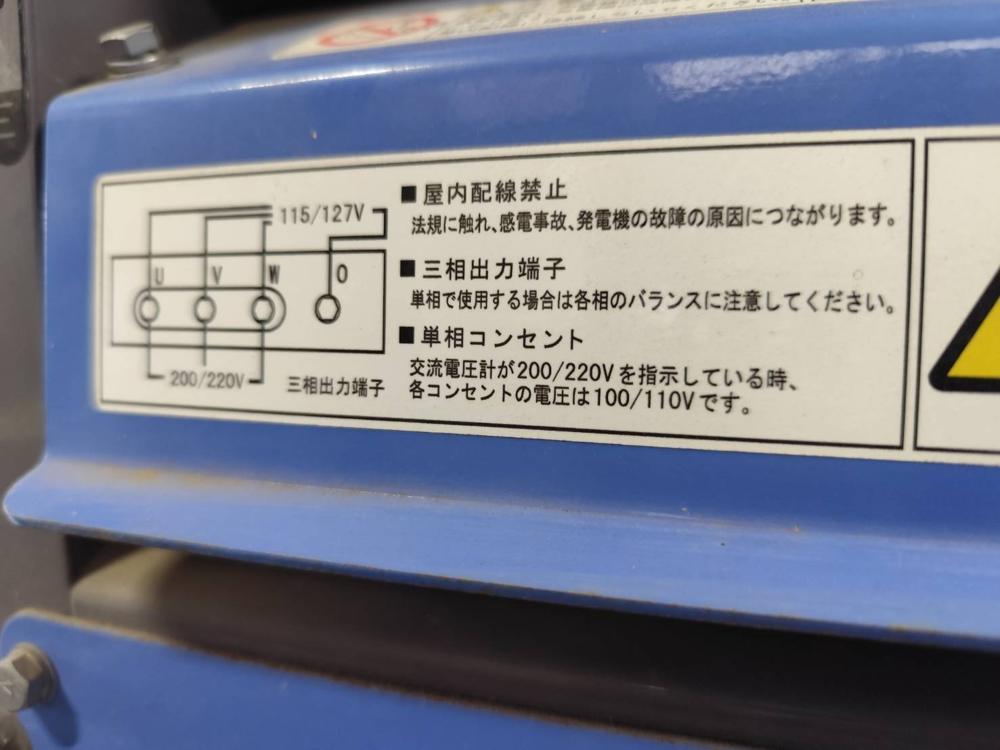 115/127V
U V W O
200/220V
三相出力端子
■屋内配線禁止
法規に触れ、感電事故、発電機の故障の原因につながります。
■三相出力端子
単相で使用する場合は各相のバランスに注意してください。
■単相コンセント
交流電圧計が200/220Vを指示している時、
各コンセントの電圧は100/110Vです。